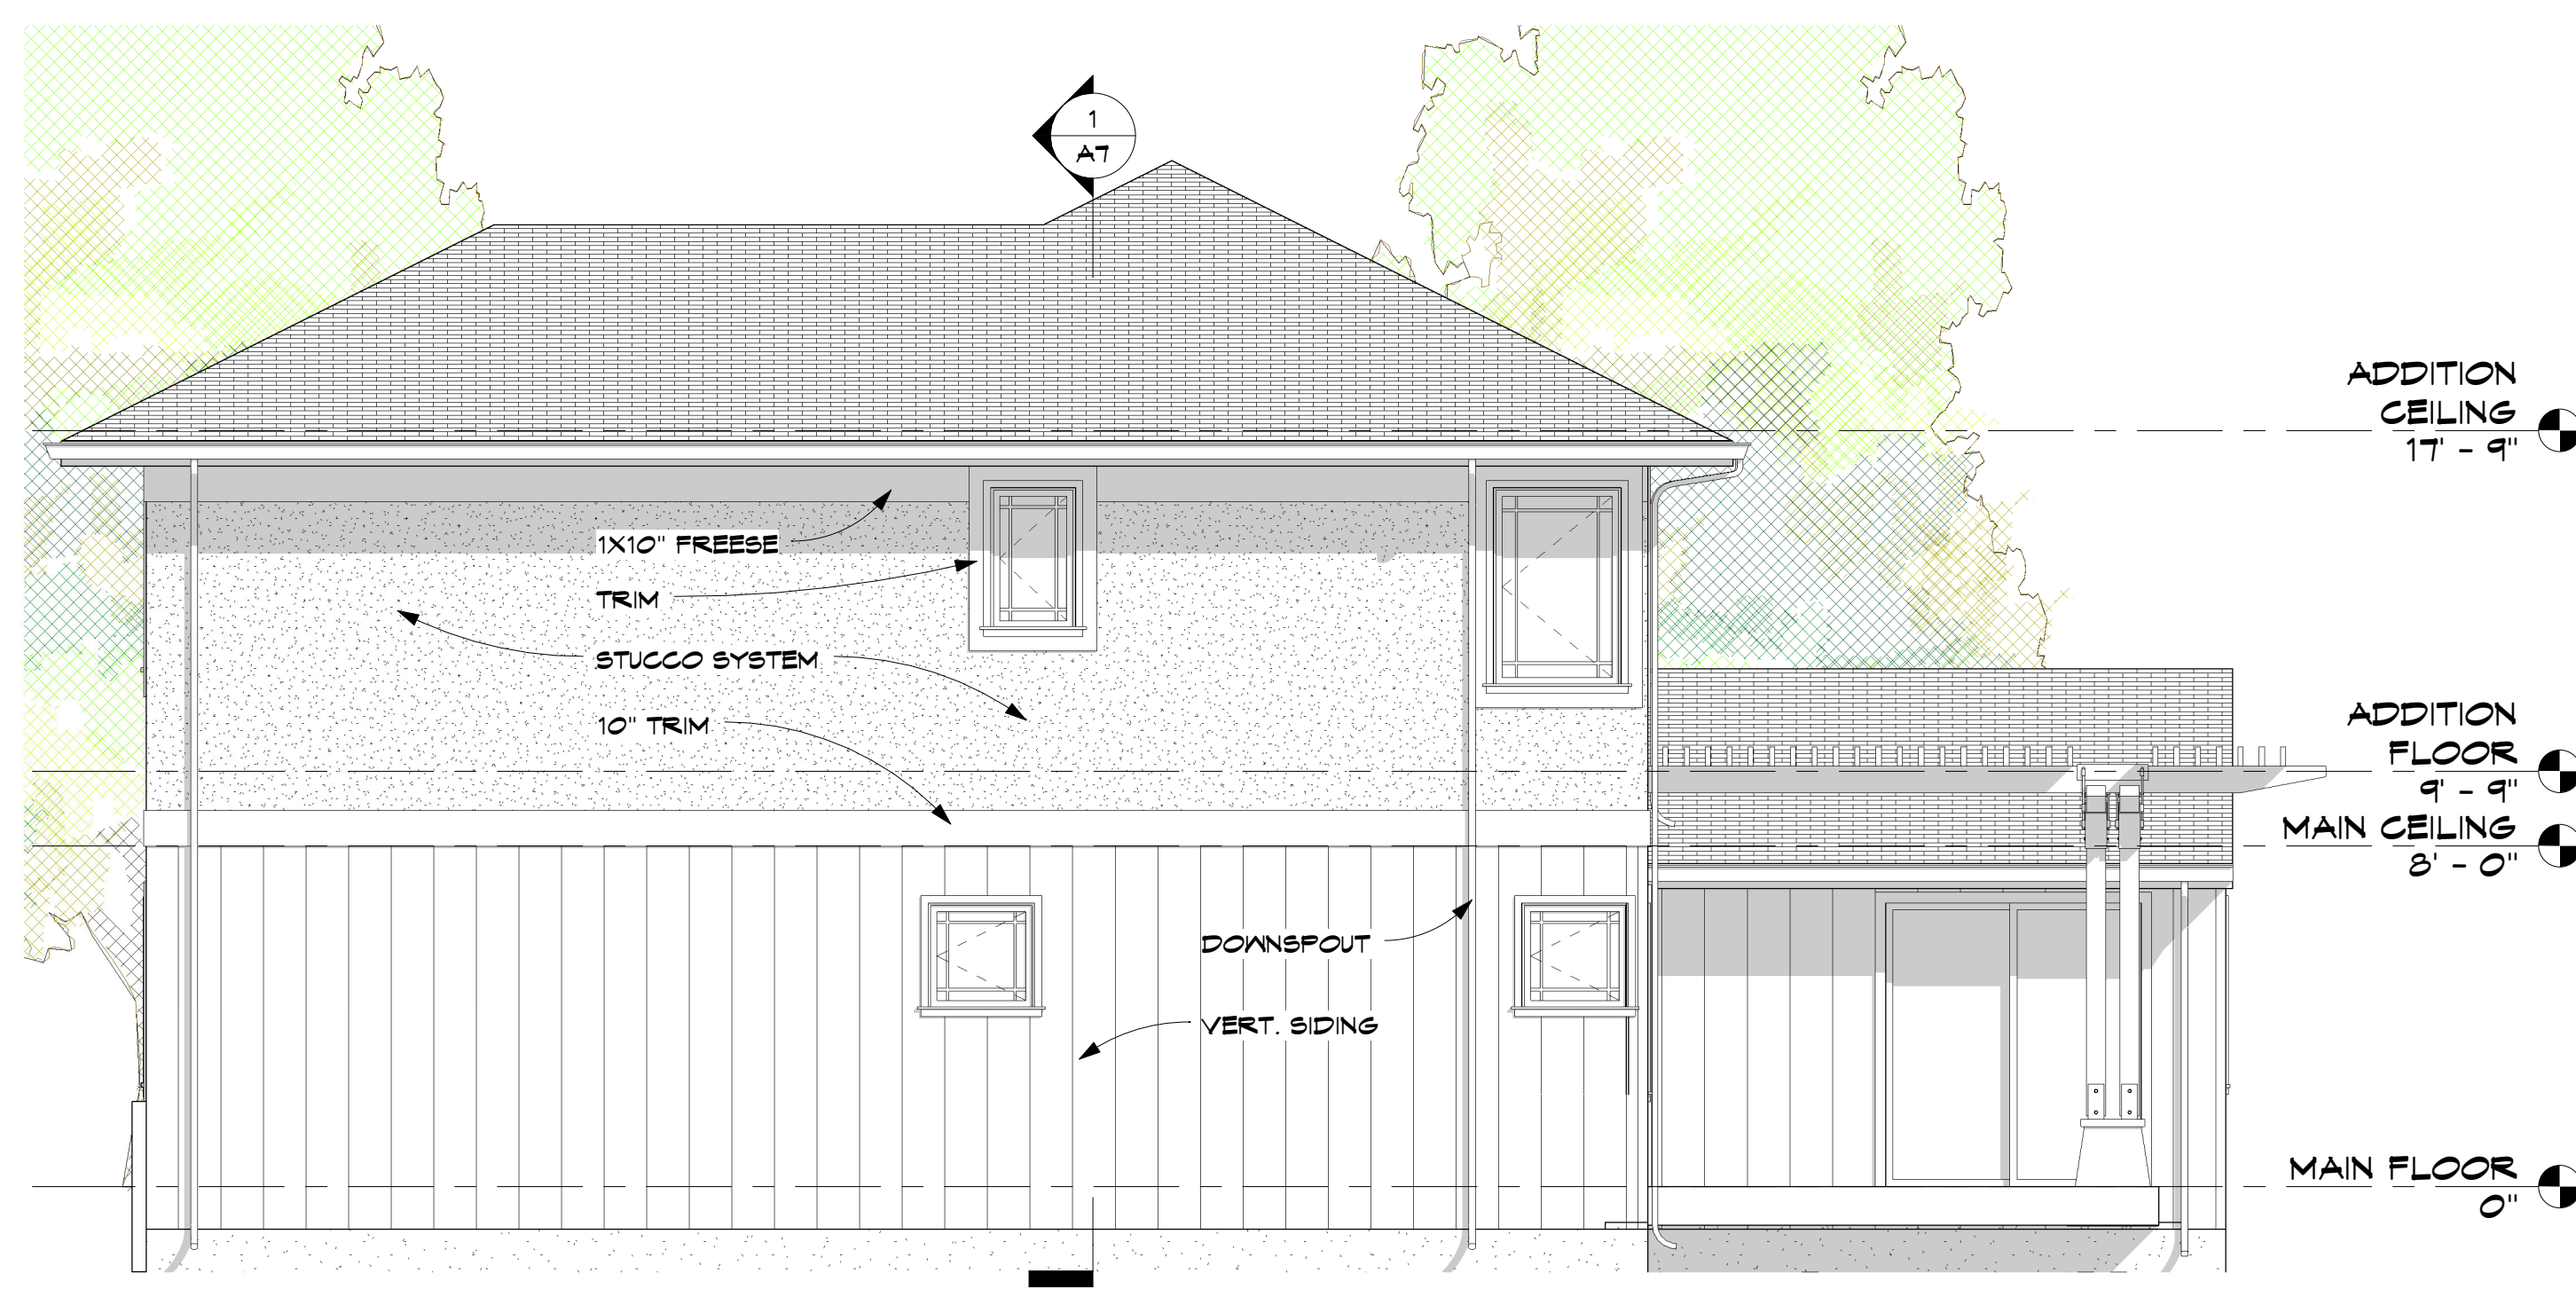 1
A7
ADDITION
CEILING
17' - 9"
1X10" FREESE
TRIM
STUCCO SYSTEM
10" TRIM
ADDITION
FLOOR
9' - 9"
MAIN CEILING
8' - 0"
DOWNSPOUT
VERT. SIDING
MAIN FLOOR
0"